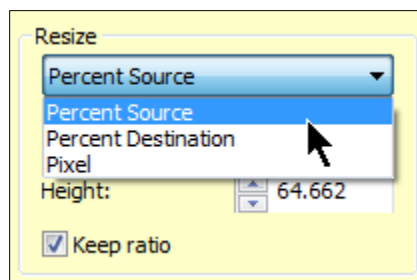 Resize
Percent Source
Percent Source
Percent Destination
Pixel
Height: 64.662
Keep ratio